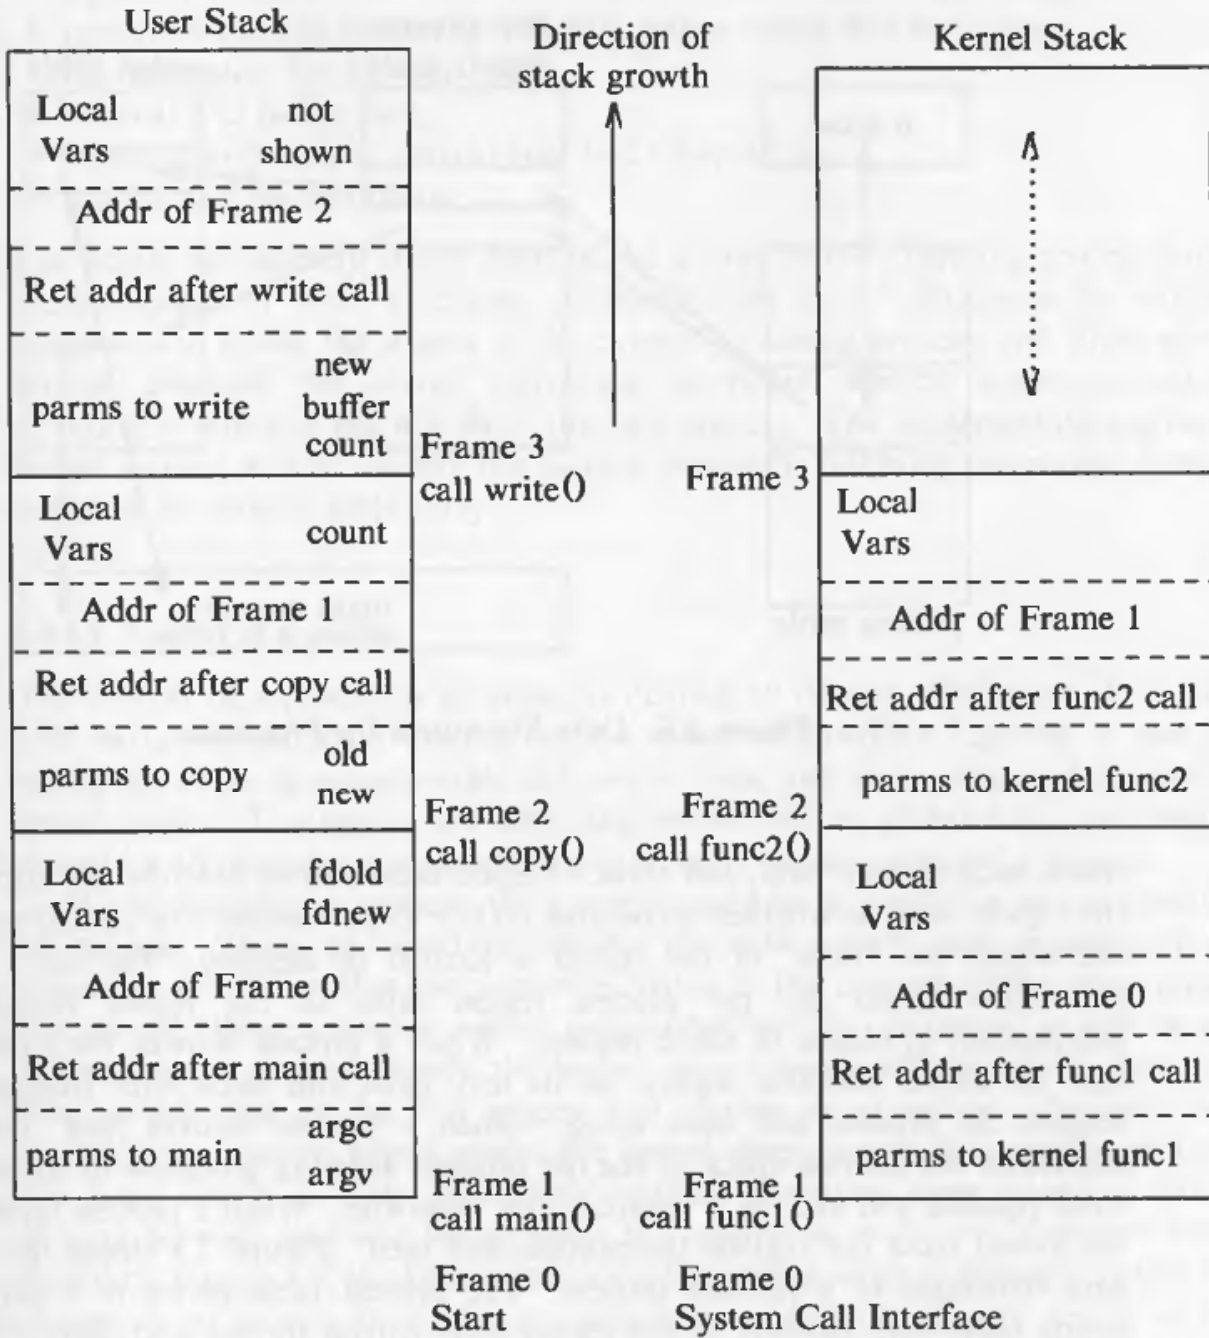 User Stack
Local not
Vars shown
Addr of Frame 2
Ret addr after write call
new
parms to write buffer
count
Local
Vars count
Addr of Frame 1
Ret addr after copy call
parms to copy old
new
Local fdold
Vars fdnew
Addr of Frame 0
Ret addr after main call
parms to main argc
argv
Direction of
stack growth
Frame 3
call write()
Frame 2
call copy()
Frame 1
call main()
Frame 0
Start
Kernel Stack
Frame 3
Local
Vars
Addr of Frame 1
Ret addr after func2 call
parms to kernel func2
Frame 2
call func2()
Local
Vars
Addr of Frame 0
Ret addr after func1 call
parms to kernel func1
Frame 1
call func1()
Frame 0
System Call Interface